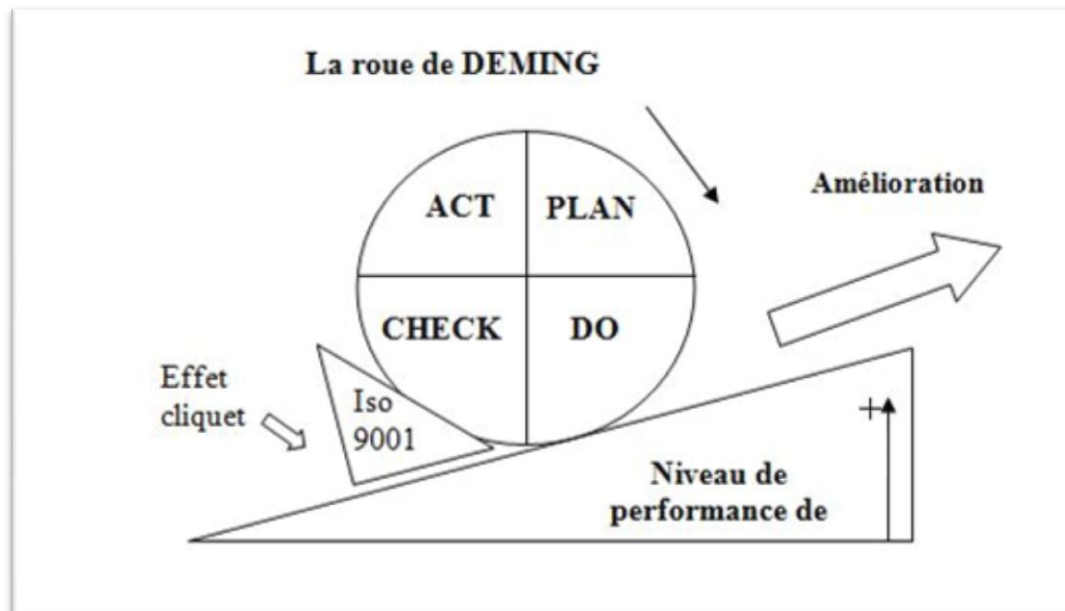 La roue de DEMING
Amélioration
ACT
PLAN
CHECK
DO
Effet
cliquet
Iso
9001
+
Niveau de
performance de